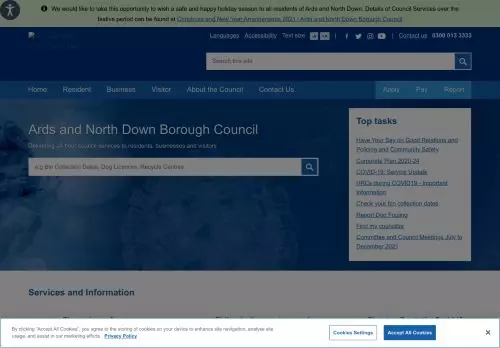 We would like to take this opportunity to wish a safe and happy holiday season to all residents of Ards and North Down. Details of Council Services over the
festive period can be found at Christmas and New Year Arrangements 2021 - Ards and North Down Borough Council
Languages Accessibility Text size | f | Contact us 0300 013 3333
Search this site
Home Resident Business Visitor About the Council Contact Us Apply Pay Report
Ards and North Down Borough Council
Delivering 24 hour online services to residents, businesses and visitors
e.g Bin Collection Dates, Dog Licences, Recycle Centres
Top tasks
Have Your Say on Good Relations and
Policing and Community Safety
Corporate Plan 2020-24
COVID-19: Service Update
HRCs during COVID19 - Important
Information
Check your bin collection dates
Report Dog Fouling
Find my councillor
Committee and Council Meetings July to
December 2021
Services and Information
By clicking "Accept All Cookies", you agree to the storing of cookies on your device to enhance site navigation, analyse site
usage, and assist in our marketing efforts. Privacy Policy
Cookies Settings
Accept All Cookies